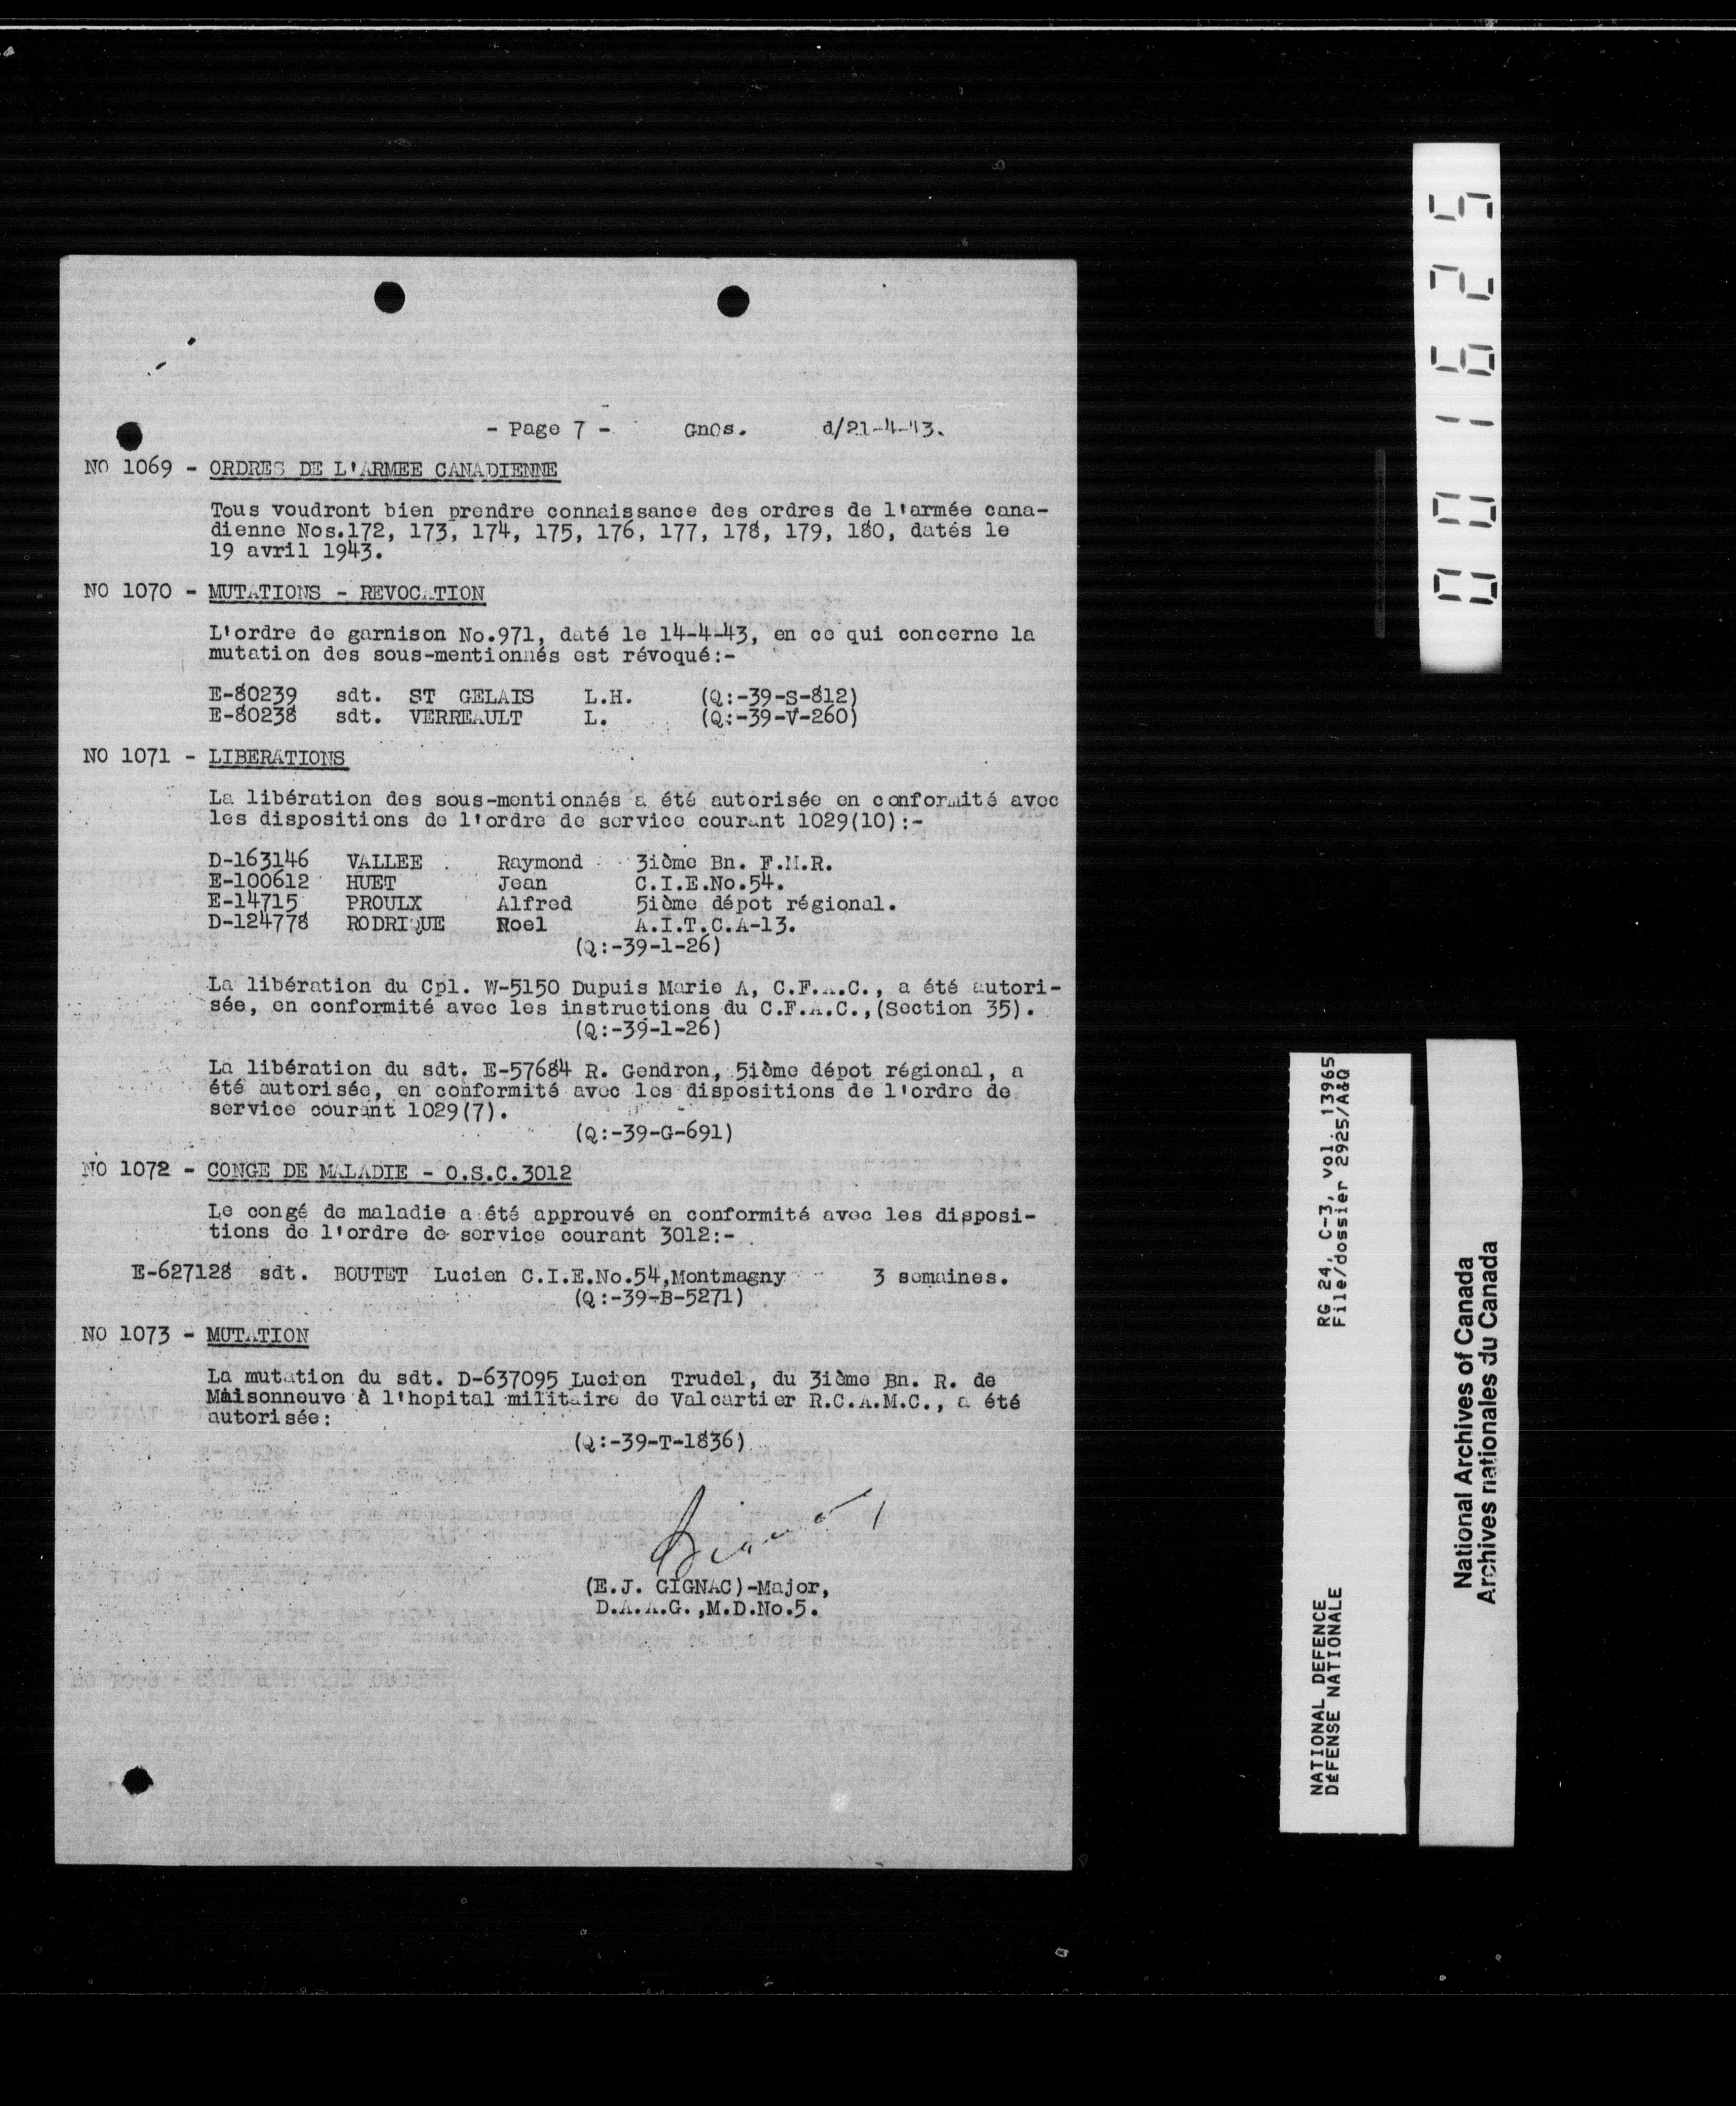 - Page 7 - GnOs. d/21-4-43.
NO 1069 - ORDRES DE L'ARMEE CANADIENNE
Tous voudront bien prendre connaissance des ordres de l'armée cana-
dienne Nos.172, 173, 174, 175, 176, 177, 178, 179, 180, datés le
19 avril 1943.
NO 1070 - MUTATIONS - REVOCATION
L'ordre de garnison No.971, daté le 14-4-43, en ce qui concerne la
mutation des sous-mentionnés est révoqué:-
E-80239 sdt. ST GELAIS L.H. (Q:-39-S-812)
E-80238 sdt. VERREAULT L. (Q:-39-V-260)
NO 1071 - LIBERATIONS
La libération des sous-mentionnés a été autorisée en conformité avec
les dispositions de l'ordre de service courant 1029(10):-
D-163146 VALLEE Raymond 3ième Bn. F.M.R.
E-100612 HUET Jean C.I.E.No.54.
E-14715 PROULX Alfred 5ième dépot régional.
D-124778 RODRIQUE Noel A.I.T.C.A-13.
(Q:-39-1-26)
La libération du Cpl. W-5150 Dupuis Marie A, C.F.A.C., a été autori-
sée, en conformité avec les instructions du C.F.A.C.,(Section 35).
(Q:-39-1-26)
La libération du sdt. E-57684 R. Gendron, 5ième dépot régional, a
été autorisée, en conformité avec les dispositions de l'ordre de
service courant 1029(7).
(Q:-39-G-691)
NO 1072 - CONGE DE MALADIE - O.S.C.3012
Le congé de maladie a été approuvé en conformité avec les disposi-
tions de l'ordre de service courant 3012:-
E-627128 sdt. BOUTET Lucien C.I.E.No.54,Montmagny 3 semaines.
(Q:-39-B-5271)
NO 1073 - MUTATION
La mutation du sdt. D-637095 Lucien Trudel, du 3ième Bn. R. de
Maisonneuve à l'hopital militaire de Valcartier R.C.A.M.C., a été
autorisée:
(Q:-39-T-1836)
(E.J. GIGNAC)-Major,
D.A.A.G.,M.D.No.5.
001625
NATIONAL DEFENCE RG 24, C-3, vol. 13965
DéFENSE NATIONALE File/dossier 2925/A&Q
National Archives of Canada
Archives nationales du Canada